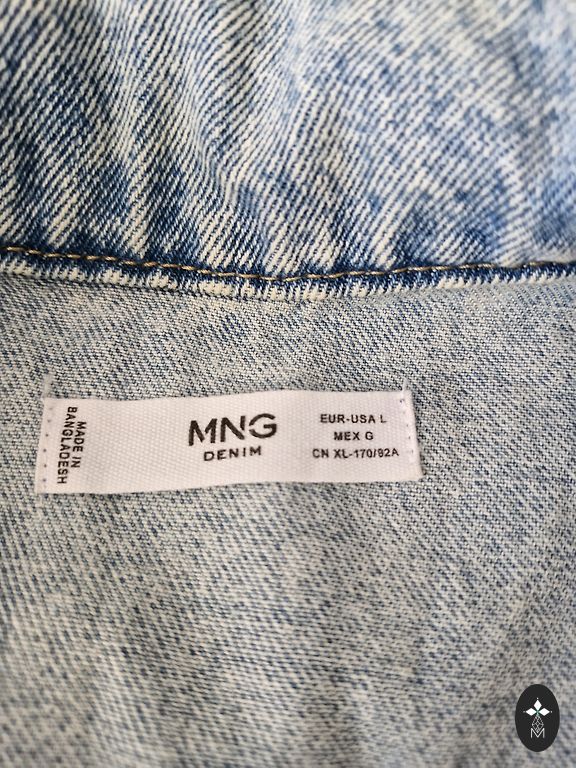 MADE IN
BANGLADESH
MNG
DENIM
EUR-USA L
MEX G
CN XL-170/92A
M